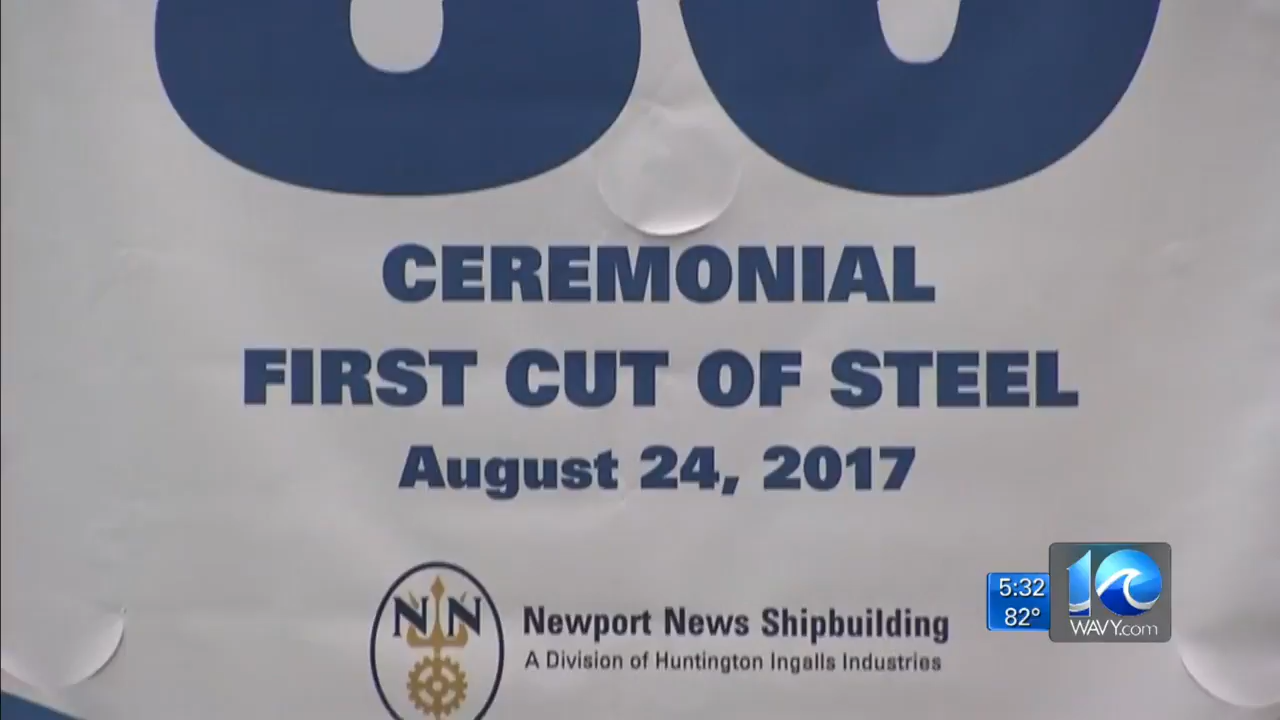 CEREMONIAL
FIRST CUT OF STEEL
August 24, 2017
NN
Newport News Shipbuilding
A Division of Huntington Ingalls Industries
5:32
82°
10
WAVY.com